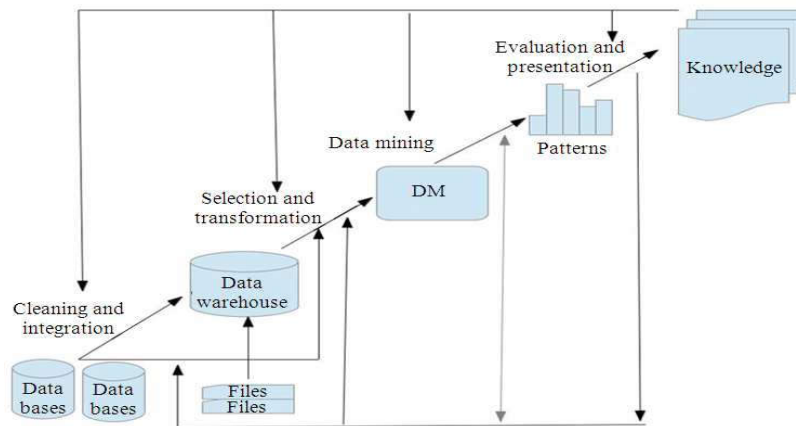 Evaluation and
presentation
Knowledge
Data mining
Patterns
Selection and
transformation
DM
Data
warehouse
Cleaning and
integration
Data
bases
Data
bases
Files
Files